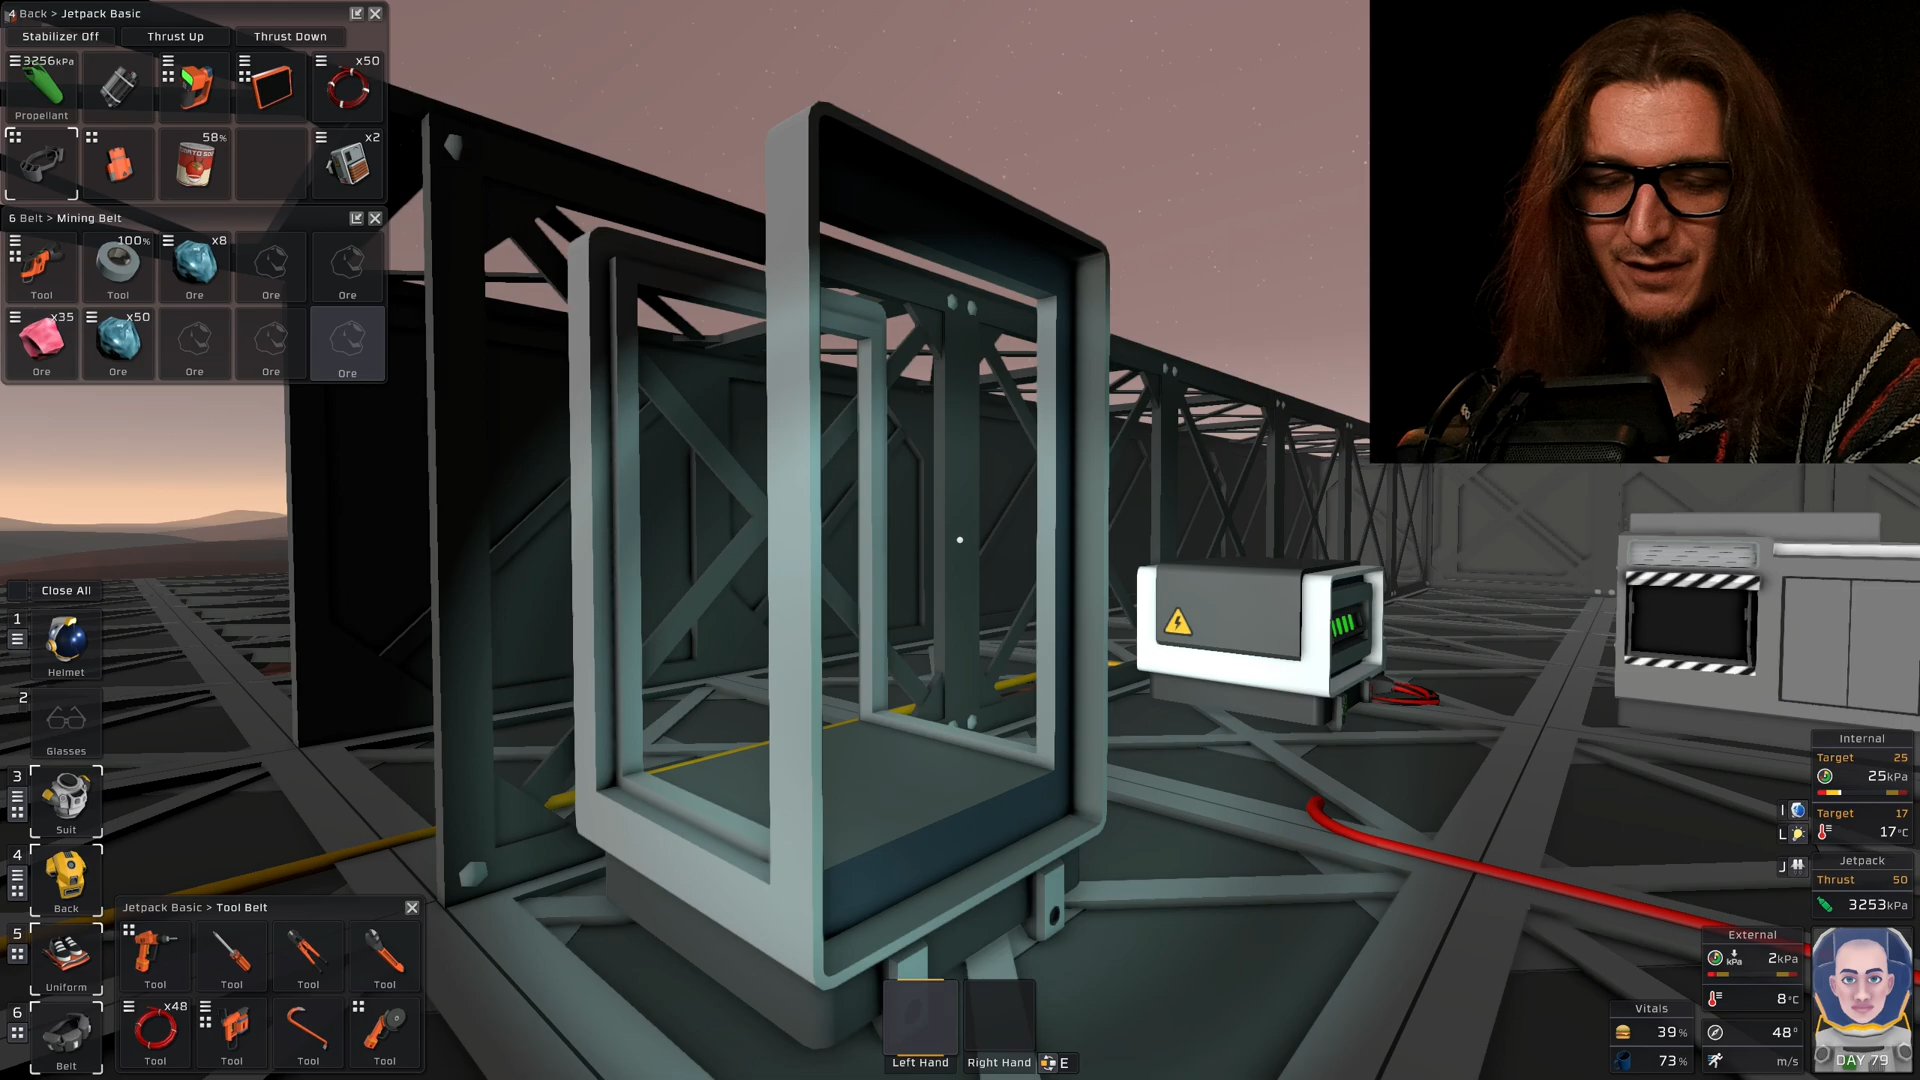 4 Back > Jetpack Basic
Stabilizer Off
Thrust Up
Thrust Down
3256kPa
x50
Propellant
58%
x2
6 Belt > Mining Belt
100%
x8
Tool
Tool
Ore
Ore
Ore
x35
x50
Ore
Ore
Ore
Ore
Ore
Close All
1
Helmet
2
Glasses
3
Suit
4
Back
5
Uniform
6
Belt
Jetpack Basic > Tool Belt
Tool
Tool
Tool
Tool
x48
Tool
Tool
Tool
Tool
Left Hand
Right Hand
E
Internal
Target 25
25kPa
I
Target 17
L
17°C
J
Jetpack
Thrust 50
3253kPa
External
kPa
2kPa
8°C
Vitals
39%
48°
73%
m/s
DAY 79